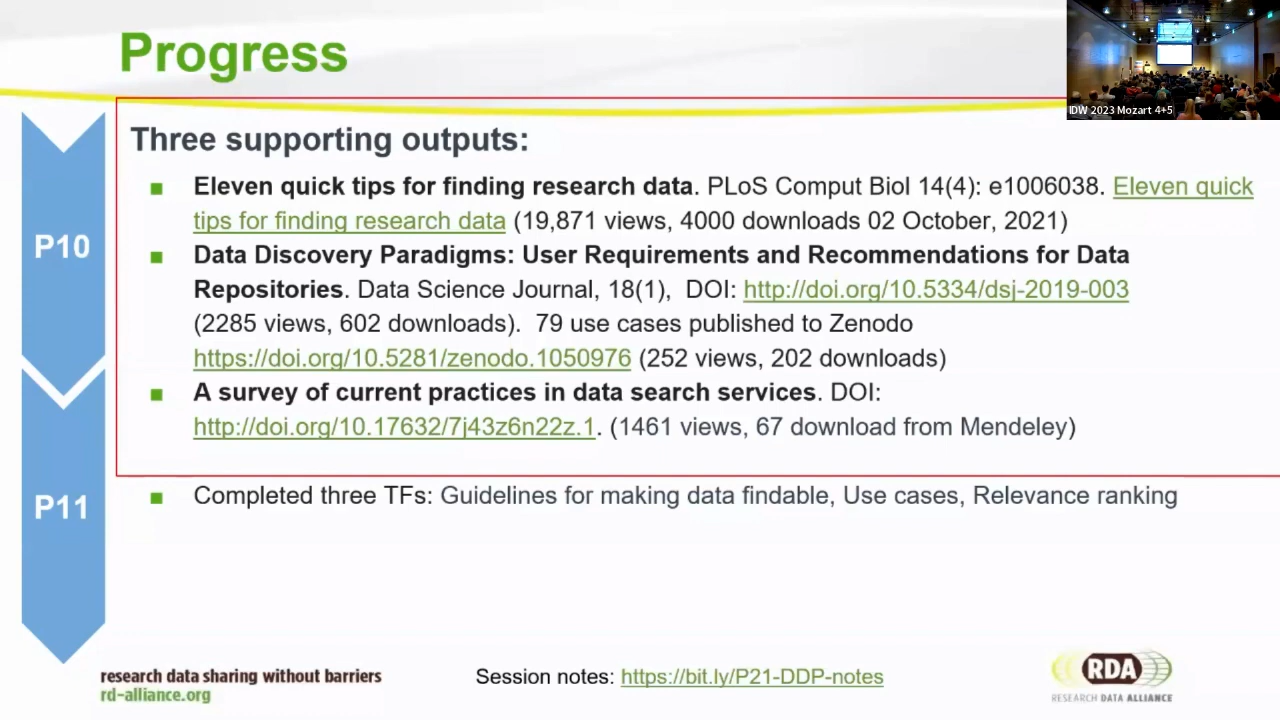 Progress
IDW 2023 Mozart 4+5
Three supporting outputs:
Eleven quick tips for finding research data. PLoS Comput Biol 14(4): e1006038. Eleven quick
tips for finding research data (19,871 views, 4000 downloads 02 October, 2021)
P10
Data Discovery Paradigms: User Requirements and Recommendations for Data
Repositories. Data Science Journal, 18(1), DOI: http://doi.org/10.5334/dsj-2019-003
(2285 views, 602 downloads). 79 use cases published to Zenodo
https://doi.org/10.5281/zenodo.1050976 (252 views, 202 downloads)
A survey of current practices in data search services. DOI:
http://doi.org/10.17632/7j43z6n22z.1. (1461 views, 67 download from Mendeley)
P11
Completed three TFs: Guidelines for making data findable, Use cases, Relevance ranking
research data sharing without barriers
rd-alliance.org
Session notes: https://bit.ly/P21-DDP-notes
RDA
RESEARCH DATA ALLIANCE